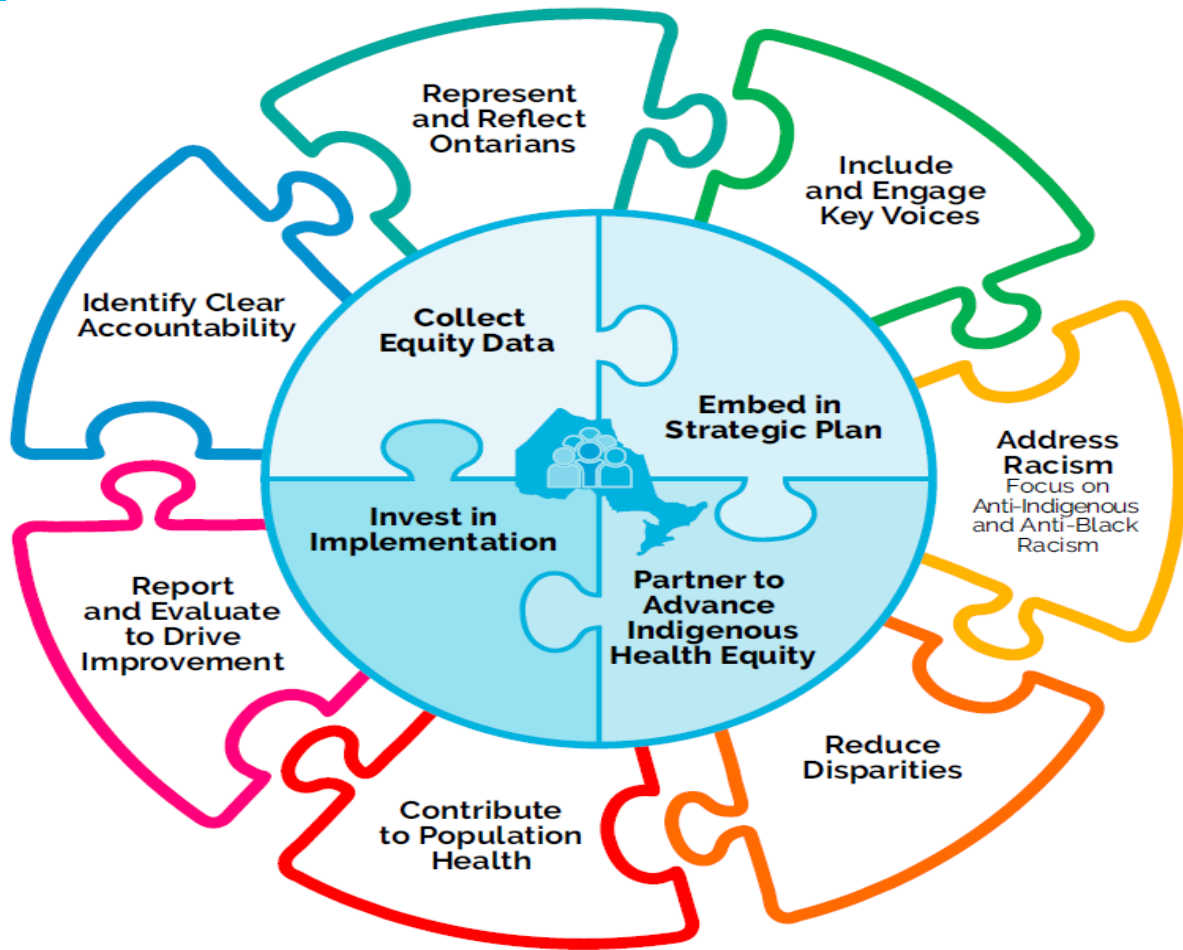 Represent
and Reflect
Ontarians
Include
and Engage
Key Voices
Identify Clear
Accountability
Collect
Equity Data
Embed in
Strategic Plan
Address
Racism
Focus on
Anti-Indigenous
and Anti-Black
Racism
Invest in
Implementation
Partner to
Advance
Indigenous
Health Equity
Report
and Evaluate
to Drive
Improvement
Reduce
Disparities
Contribute
to Population
Health